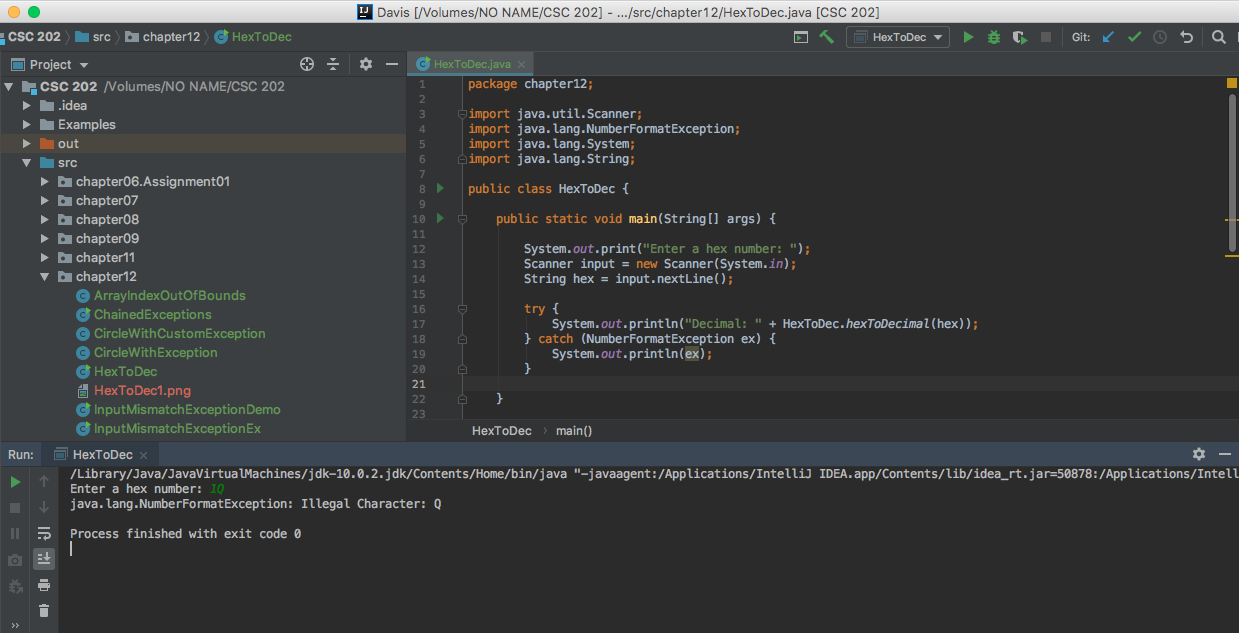 Davis [/Volumes/NO NAME/CSC 202] - .../src/chapter12/HexToDec.java [CSC 202]
CSC 202 src chapter12 HexToDec
HexToDec Git:
Project
HexToDec.java
CSC 202 /Volumes/NO NAME/CSC 202
.idea
Examples
out
src
chapter06.Assignment01
chapter07
chapter08
chapter09
chapter11
chapter12
ArrayIndexOutOfBounds
ChainedExceptions
CircleWithCustomException
CircleWithException
HexToDec
HexToDec1.png
InputMismatchExceptionDemo
InputMismatchExceptionEx
1 package chapter12;
2
3 import java.util.Scanner;
4 import java.lang.NumberFormatException;
5 import java.lang.System;
6 import java.lang.String;
7
8 public class HexToDec {
9
10 public static void main(String[] args) {
11
12 System.out.print("Enter a hex number: ");
13 Scanner input = new Scanner(System.in);
14 String hex = input.nextLine();
15
16 try {
17 System.out.println("Decimal: " + HexToDec.hexToDecimal(hex));
18 } catch (NumberFormatException ex) {
19 System.out.println(ex);
20 }
21
22 }
23
HexToDec › main()
Run: HexToDec
/Library/Java/JavaVirtualMachines/jdk-10.0.2.jdk/Contents/Home/bin/java "-javaagent:/Applications/IntelliJ IDEA.app/Contents/lib/idea_rt.jar=50878:/Applications/Intell
Enter a hex number: 1Q
java.lang.NumberFormatException: Illegal Character: Q
Process finished with exit code 0